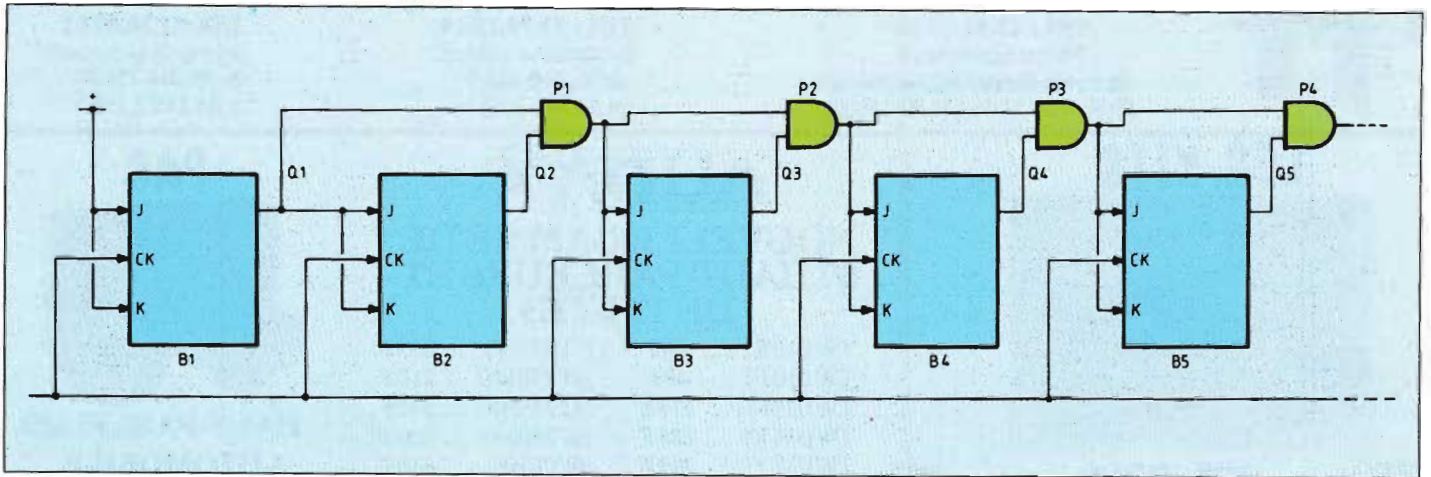 +
P1 P2 P3 P4
Q1 Q2 Q3 Q4 Q5
J J J J J
CK CK CK CK CK
K K K K K
B1 B2 B3 B4 B5